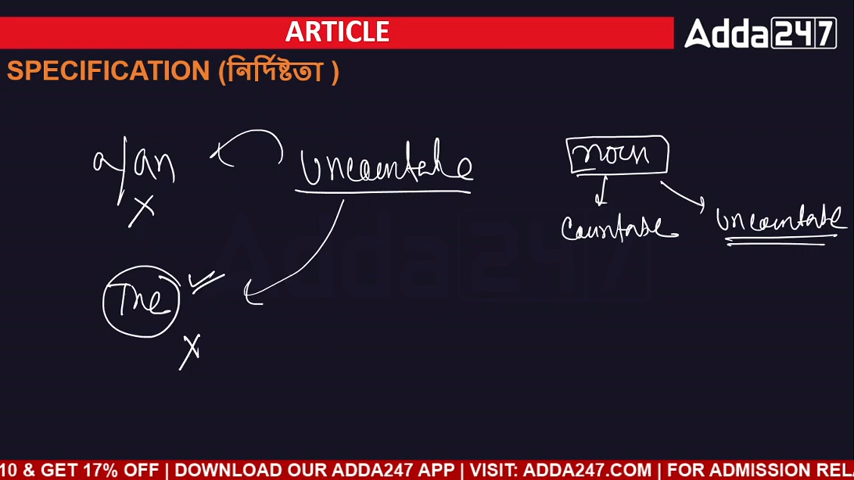 ARTICLE
Adda247
SPECIFICATION (নির্দিষ্টতা )
a/an
uncountable
noun
countable
uncountable
The
10 & GET 17% OFF | DOWNLOAD OUR ADDA247 APP | VISIT: ADDA247.COM | FOR ADMISSION RELA